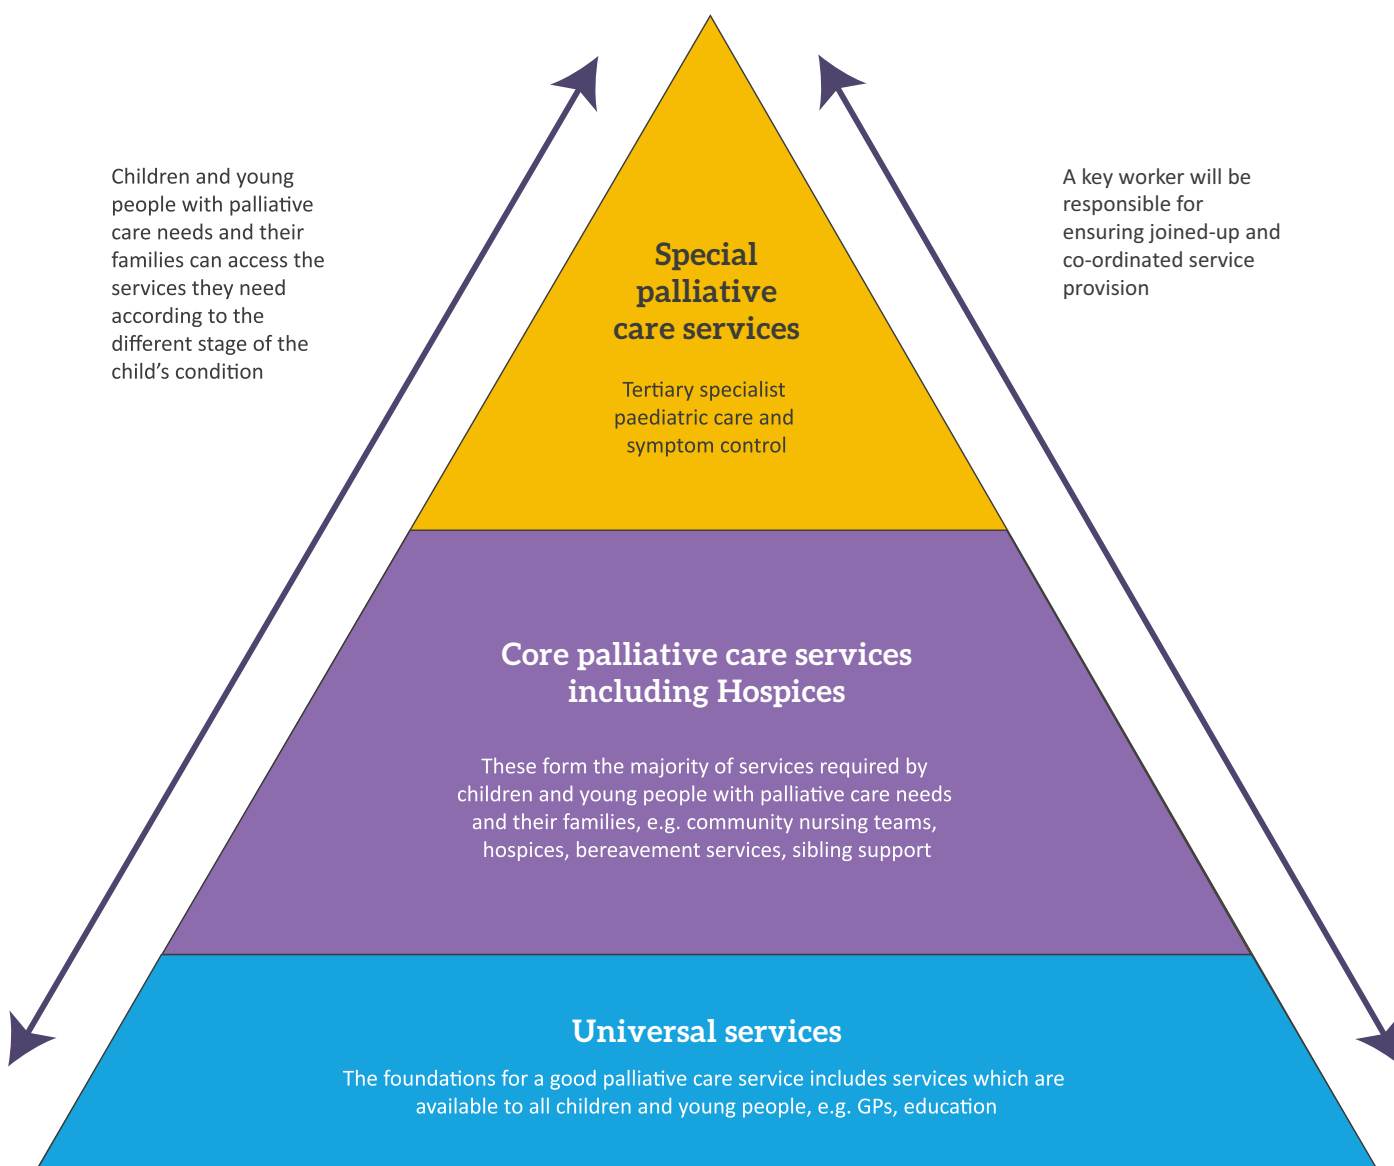 Children and young
people with palliative
care needs and their
families can access the
services they need
according to the
different stage of the
child’s condition
A key worker will be
responsible for
ensuring joined-up and
co-ordinated service
provision
Special
palliative
care services
Tertiary specialist
paediatric care and
symptom control
Core palliative care services
including Hospices
These form the majority of services required by
children and young people with palliative care needs
and their families, e.g. community nursing teams,
hospices, bereavement services, sibling support
Universal services
The foundations for a good palliative care service includes services which are
available to all children and young people, e.g. GPs, education